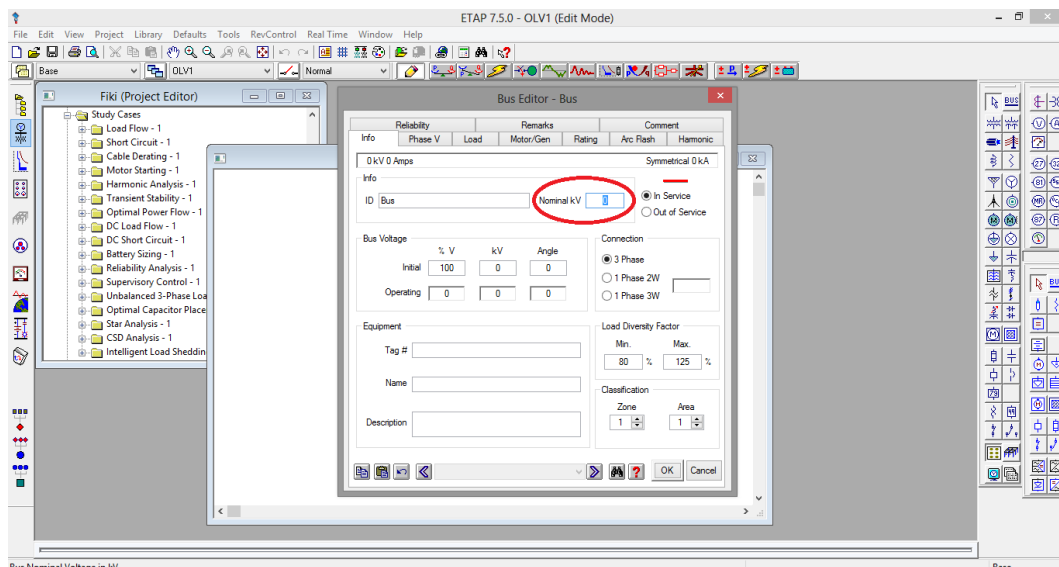 ETAP 7.5.0 - OLV1 (Edit Mode)
File Edit View Project Library Defaults Tools RevControl Real Time Window Help
Base OLV1 Normal
Fiki (Project Editor)
Study Cases
Load Flow - 1
Short Circuit - 1
Cable Derating - 1
Motor Starting - 1
Harmonic Analysis - 1
Transient Stability - 1
Optimal Power Flow - 1
DC Load Flow - 1
DC Short Circuit - 1
Battery Sizing - 1
Reliability Analysis - 1
Supervisory Control - 1
Unbalanced 3-Phase Loa
Optimal Capacitor Place
Star Analysis - 1
CSD Analysis - 1
Intelligent Load Sheddin
Bus Editor - Bus
Reliability Remarks Comment
Info Phase V Load Motor/Gen Rating Arc Flash Harmonic
0 kV 0 Amps Symmetrical 0 kA
Info
ID Bus Nominal kV 0
In Service
Out of Service
Bus Voltage
% V kV Angle
Initial 100 0 0
Operating 0 0 0
Connection
3 Phase
1 Phase 2W
1 Phase 3W
Equipment
Tag #
Name
Description
Load Diversity Factor
Min. Max.
80 % 125 %
Classification
Zone Area
1 1
OK Cancel
BUS
Bus Nominal Voltage in kV Base